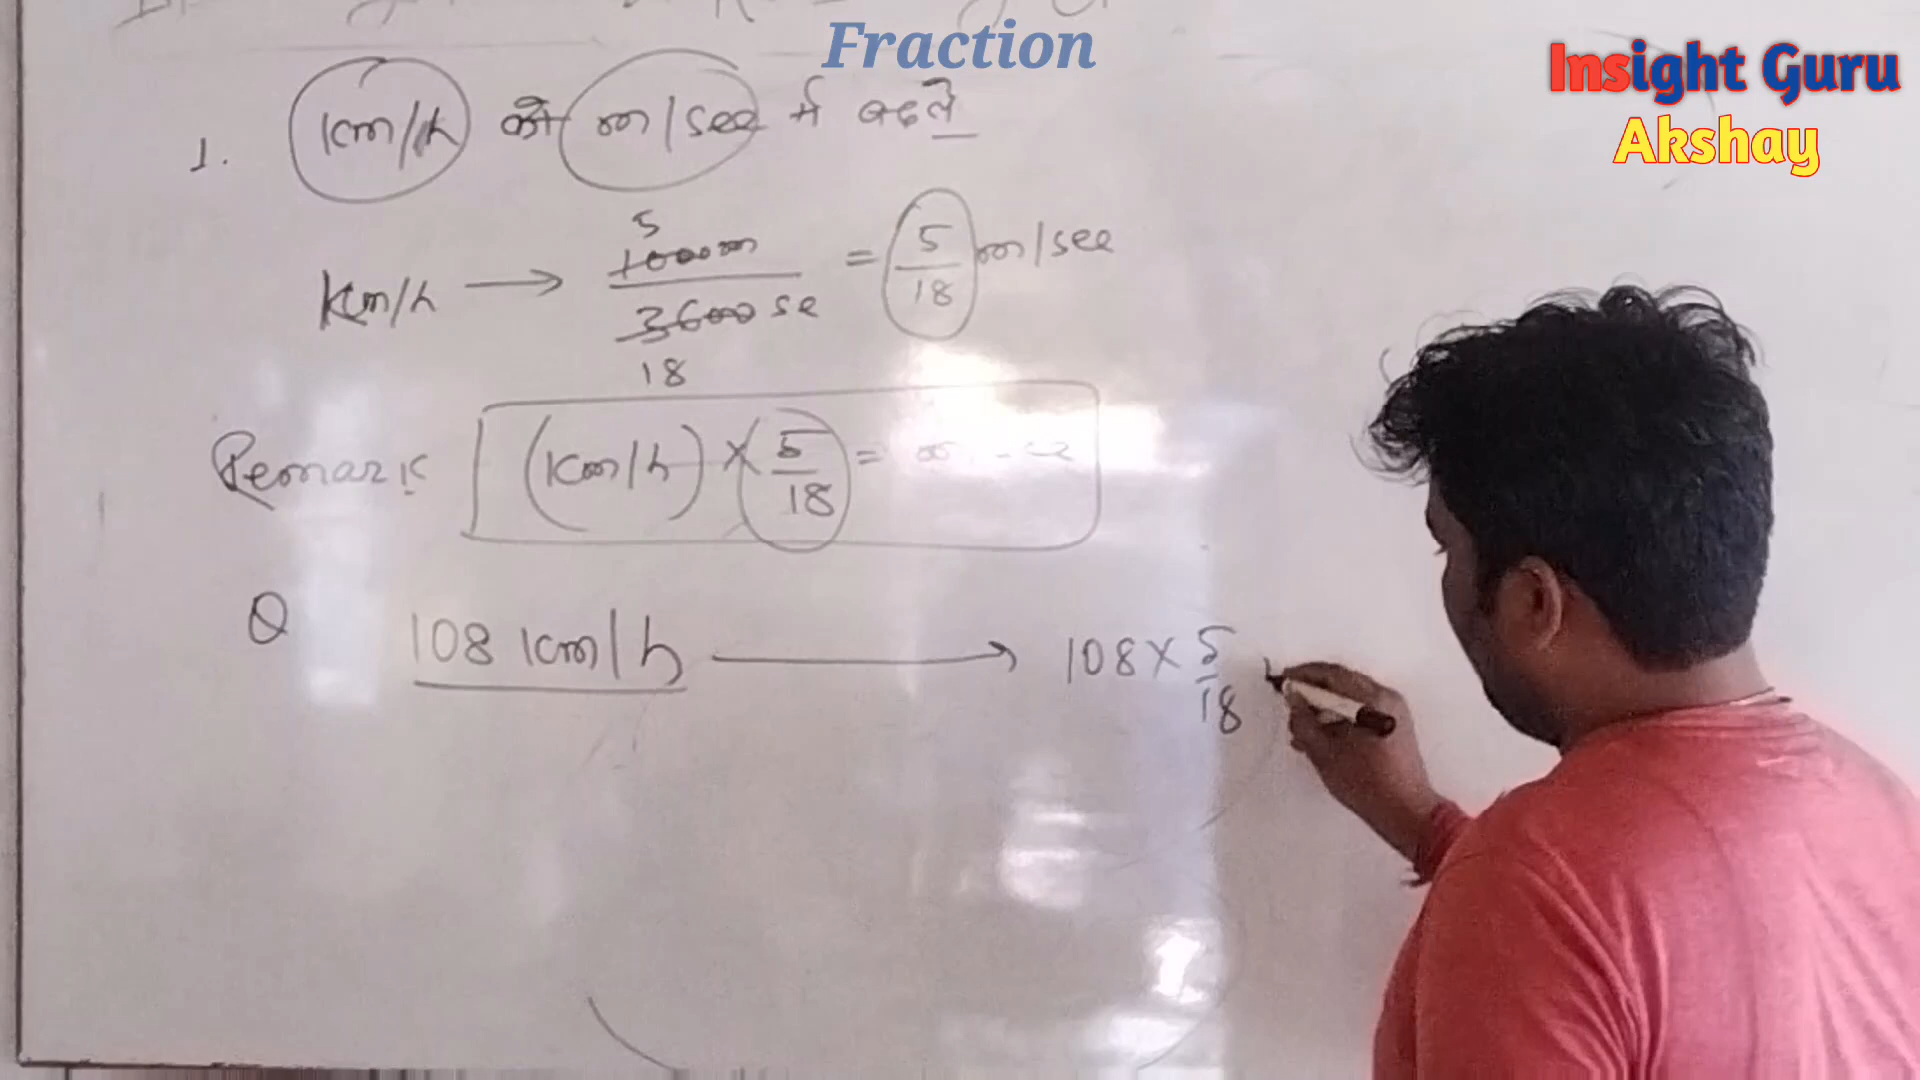 Fraction
Insight Guru
Akshay
1. km/h को m/sec में बदले
5
km/h → 1000m / 3600 se = 5/18 m/sec
18
Remark (km/h) × 5/18 =
Q 108 km/h → 108 × 5/18